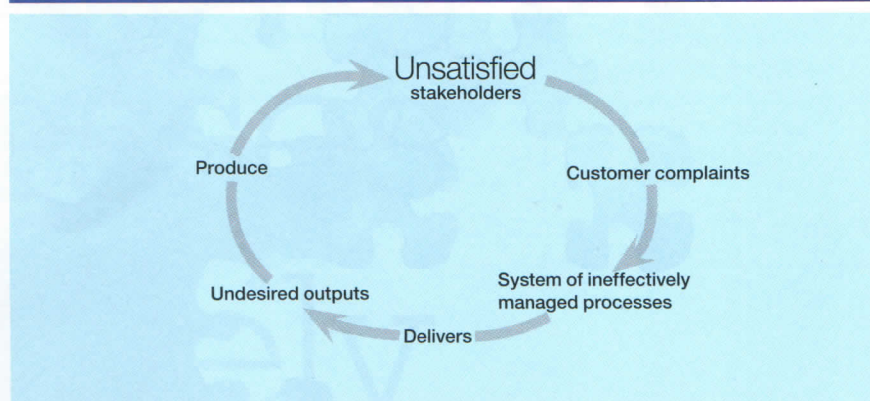 Unsatisfied
stakeholders
Customer complaints
System of ineffectively
managed processes
Delivers
Undesired outputs
Produce